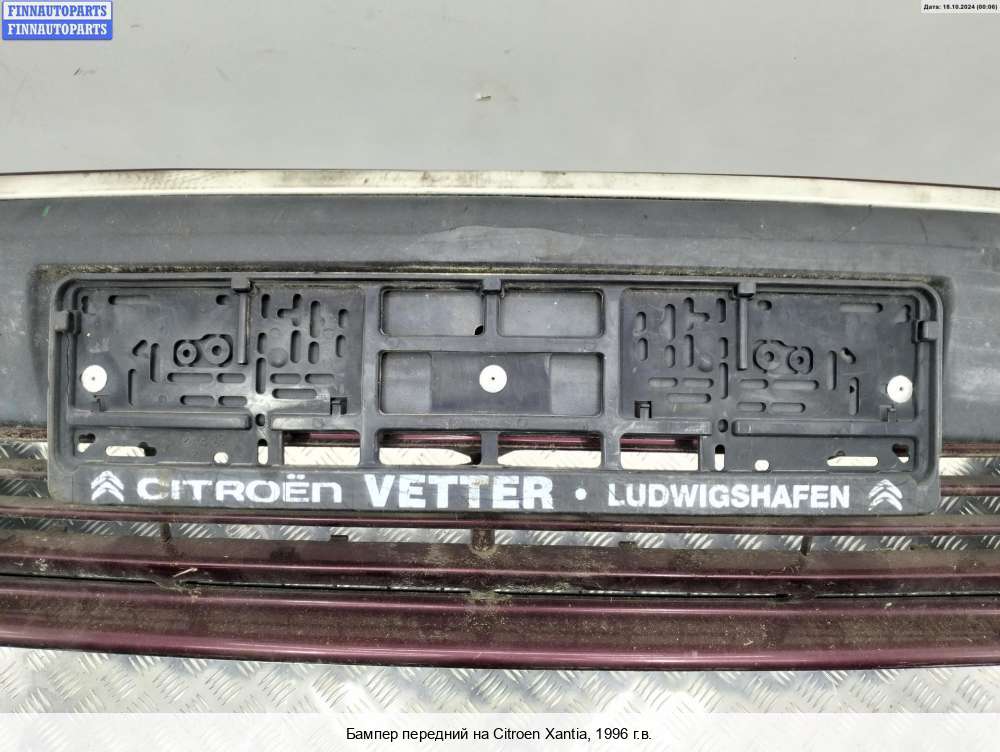 FINNAUTOPARTS
FINNAUTOPARTS
Дата: 18.10.2024 (00:06)
CITROËN VETTER · LUDWIGSHAFEN
Бампер передний на Citroen Xantia, 1996 г.в.